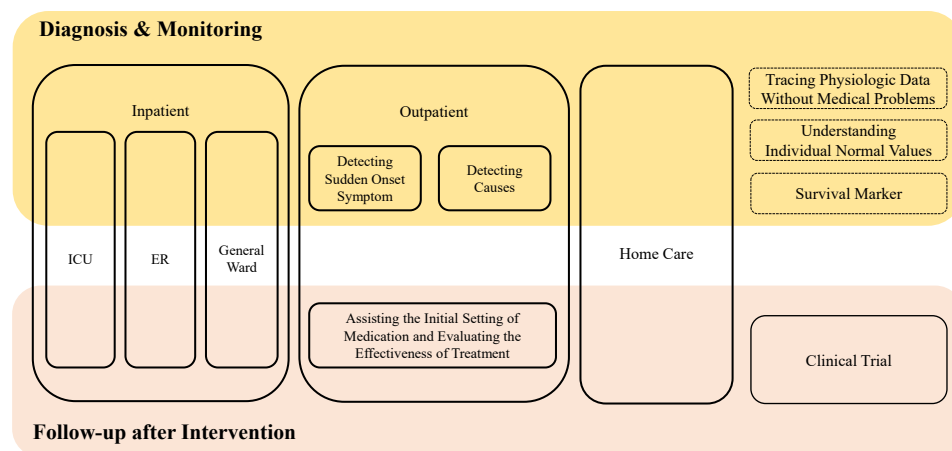 Diagnosis & Monitoring
Inpatient
ICU
ER
General
Ward
Outpatient
Detecting
Sudden Onset
Symptom
Detecting
Causes
Assisting the Initial Setting of
Medication and Evaluating the
Effectiveness of Treatment
Home Care
Tracing Physiologic Data
Without Medical Problems
Understanding
Individual Normal Values
Survival Marker
Clinical Trial
Follow-up after Intervention